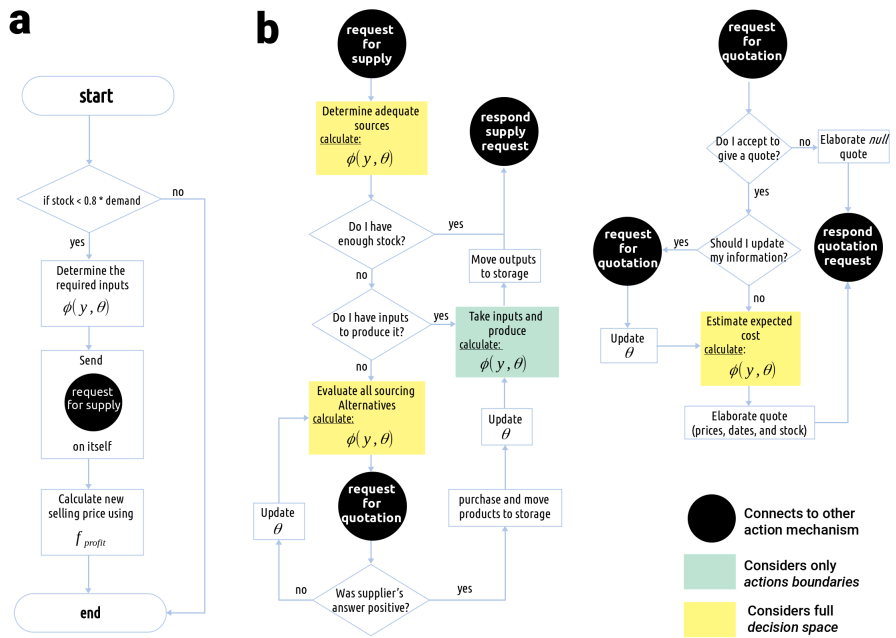 a
start
if stock < 0.8 * demand
no
yes
Determine the
required inputs
ϕ(y,θ)
Send
request
for supply
on itself
Calculate new
selling price using
f profit
end
b
request
for
supply
Determine adequate
sources
calculate:
ϕ(y,θ)
respond
supply
request
Do I have
enough stock?
yes
no
Move outputs
to storage
Do I have inputs
to produce it?
yes
no
Take inputs and
produce
calculate:
ϕ(y,θ)
Evaluate all sourcing
Alternatives
calculate:
ϕ(y,θ)
Update
θ
request
for
quotation
Update
θ
purchase and move
products to storage
no
Was supplier's
answer positive?
yes
request
for
quotation
Do I accept to
give a quote?
no
Elaborate null
quote
yes
request
for
quotation
yes
Should I update
my information?
respond
quotation
request
no
Update
θ
Estimate expected
cost
calculate:
ϕ(y,θ)
Elaborate quote
(prices, dates, and stock)
Connects to other
action mechanism
Considers only
actions boundaries
Considers full
decision space